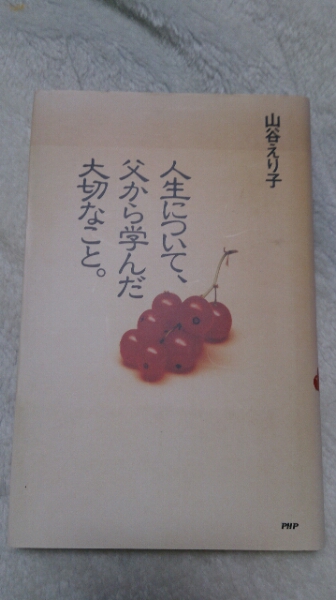 山谷えり子
人生について、
父から学んだ
大切なこと。
PHP